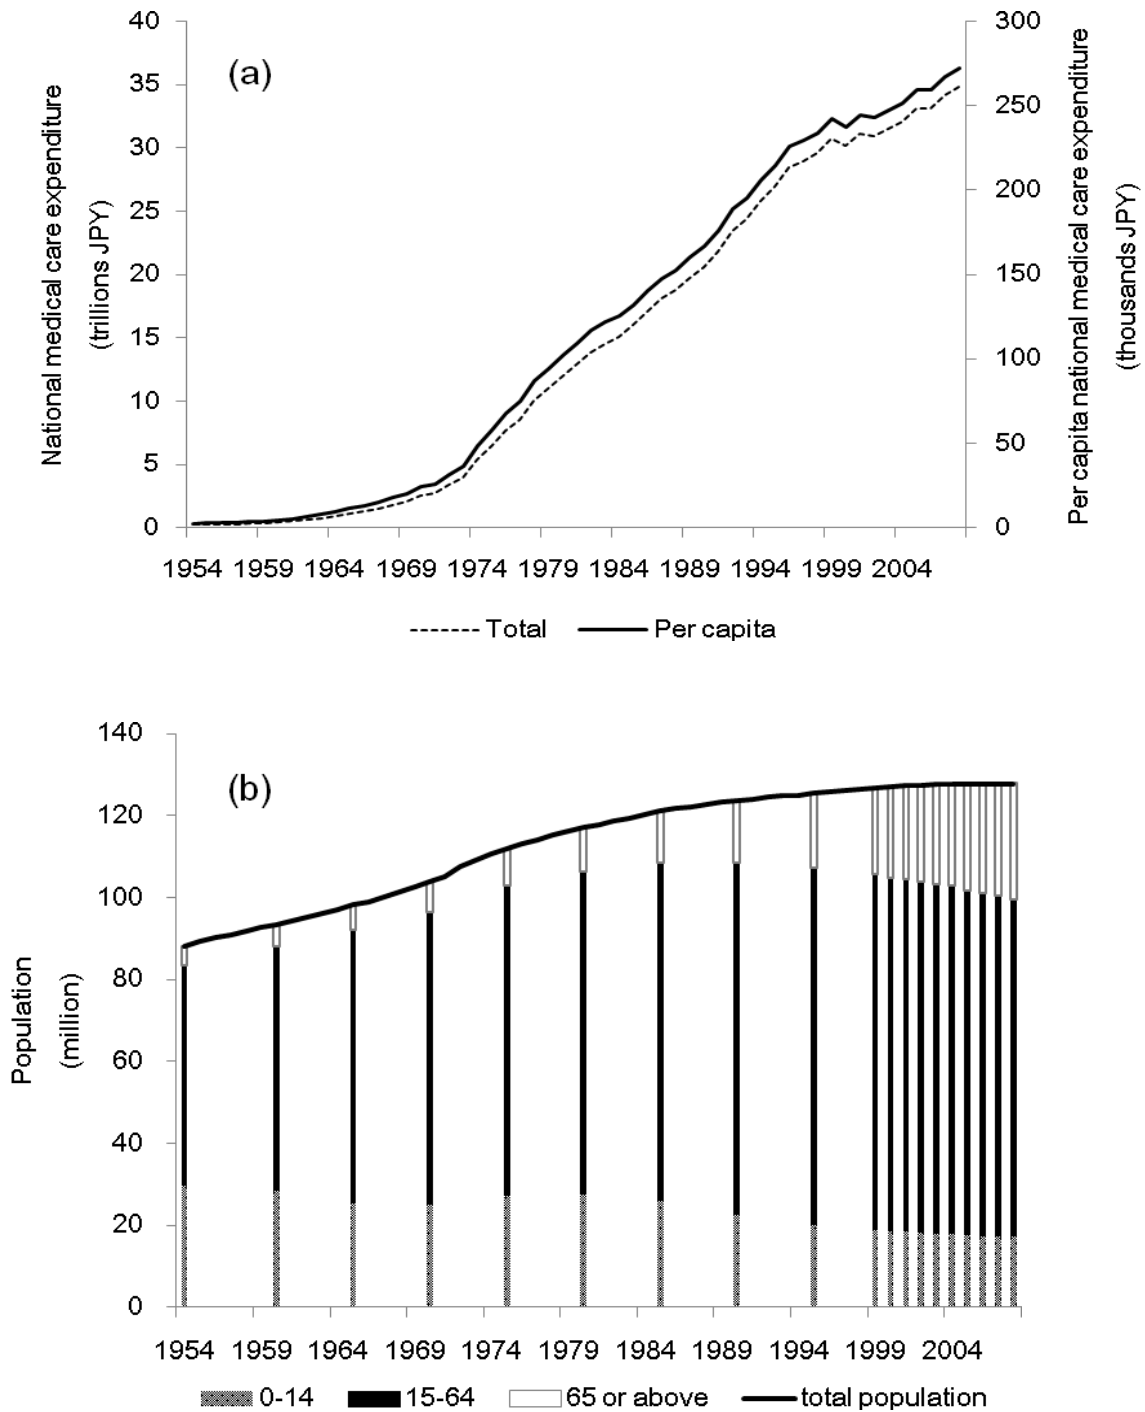 (a)
National medical care expenditure
(trillions JPY)
40
35
30
25
20
15
10
5
0
300
250
200
150
100
50
0
Per capita national medical care expenditure
(thousands JPY)
1954 1959 1964 1969 1974 1979 1984 1989 1994 1999 2004
Total Per capita
(b)
Population
(million)
140
120
100
80
60
40
20
0
1954 1959 1964 1969 1974 1979 1984 1989 1994 1999 2004
0-14 15-64 65 or above total population